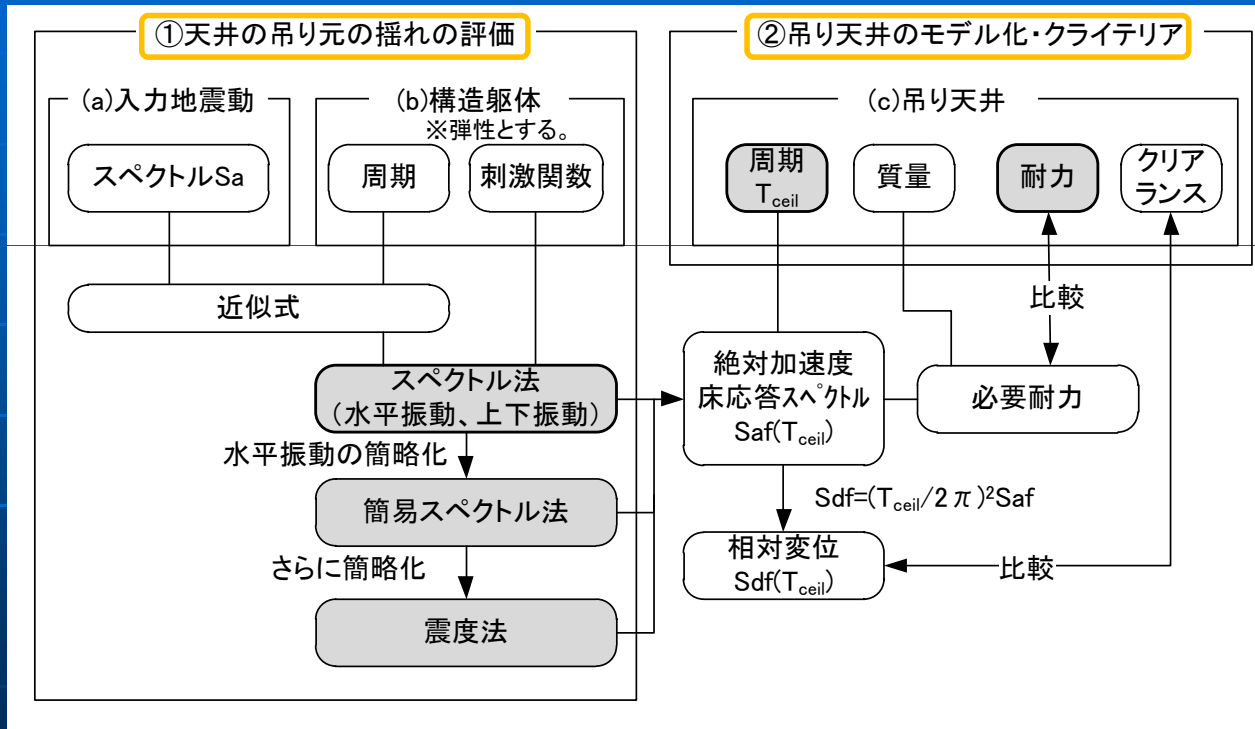 ①天井の吊り元の揺れの評価
(a)入力地震動
スペクトルSa
(b)構造躯体
※弾性とする。
周期
刺激関数
近似式
スペクトル法
(水平振動、上下振動)
水平振動の簡略化
簡易スペクトル法
さらに簡略化
震度法
②吊り天井のモデル化・クライテリア
(c)吊り天井
周期
Tceil
質量
耐力
クリア
ランス
比較
絶対加速度
床応答スペクトル
Saf(Tceil)
必要耐力
Sdf=(Tceil/2π)²Saf
相対変位
Sdf(Tceil)
比較